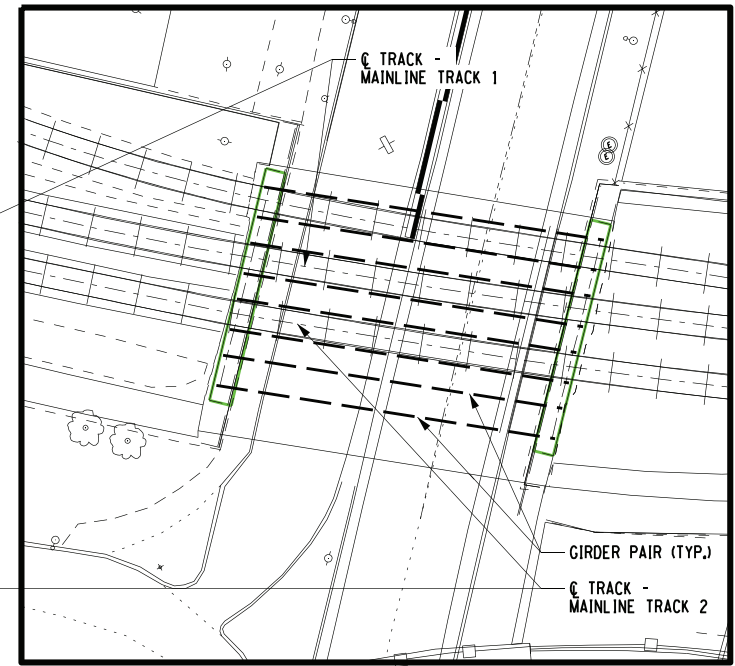 ℄ TRACK -
MAINLINE TRACK 1
E
E
GIRDER PAIR (TYP.)
℄ TRACK -
MAINLINE TRACK 2